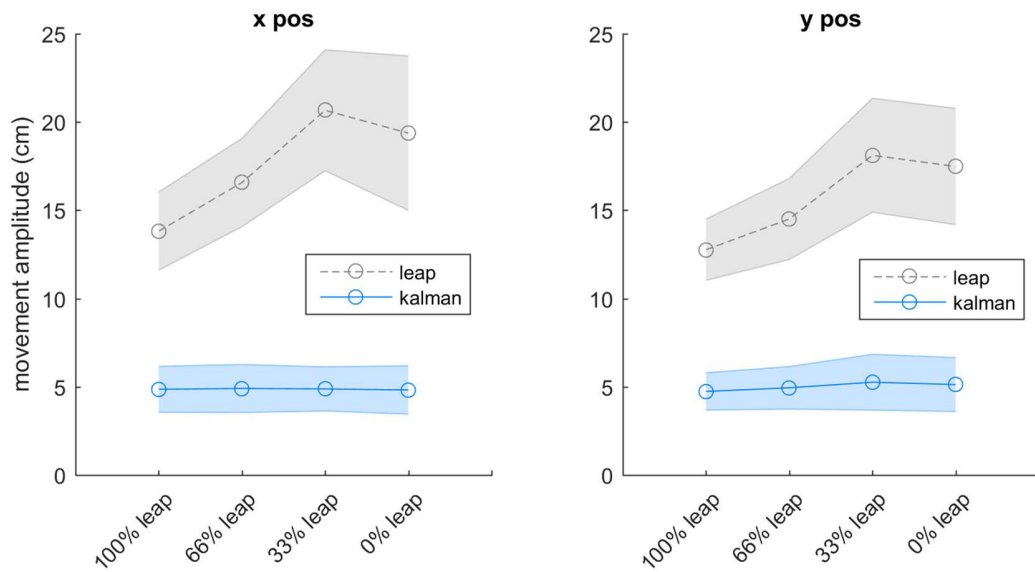 x pos
movement amplitude (cm)
25
20
15
10
5
0
leap
kalman
100% leap
66% leap
33% leap
0% leap
y pos
25
20
15
10
5
0
leap
kalman
100% leap
66% leap
33% leap
0% leap